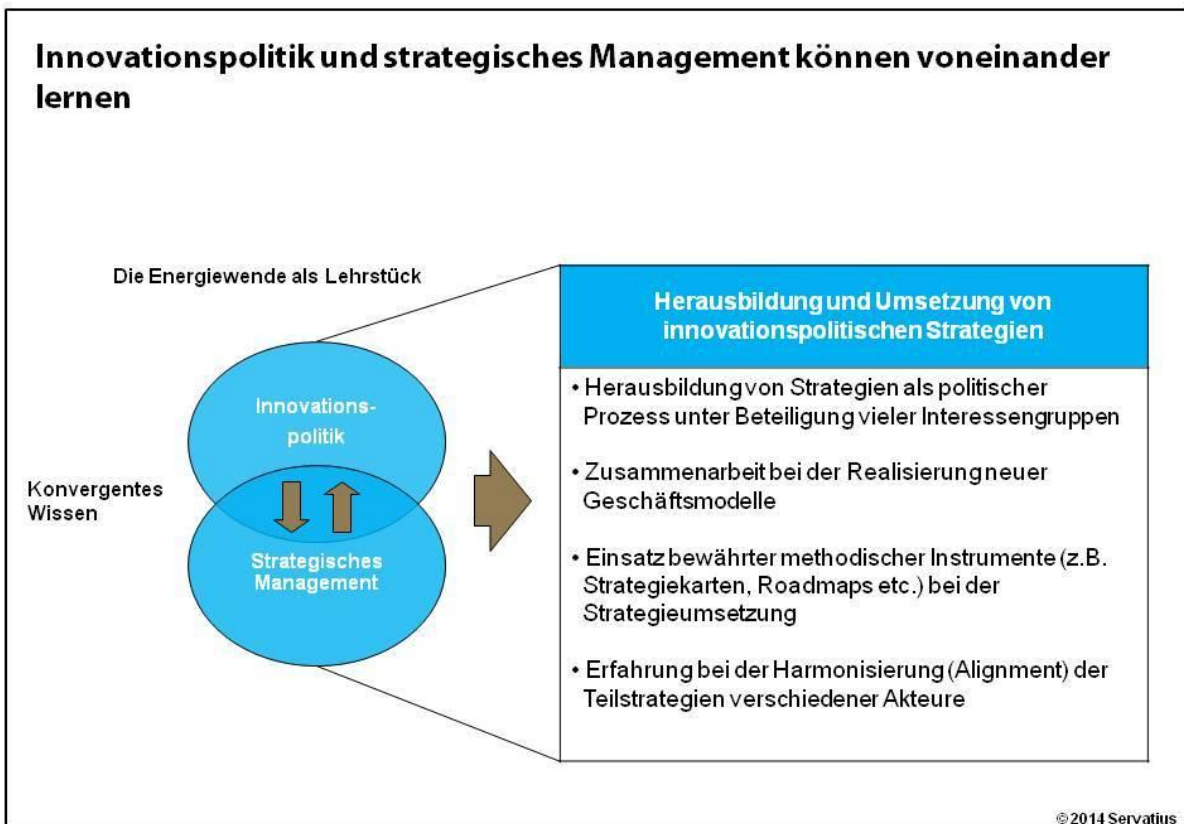 Innovationspolitik und strategisches Management können voneinander
lernen
Die Energiewende als Lehrstück
Innovations-
politik
Konvergentes
Wissen
Strategisches
Management
Herausbildung und Umsetzung von
innovationspolitischen Strategien
• Herausbildung von Strategien als politischer
Prozess unter Beteiligung vieler Interessengruppen
• Zusammenarbeit bei der Realisierung neuer
Geschäftsmodelle
• Einsatz bewährter methodischer Instrumente (z.B.
Strategiekarten, Roadmaps etc.) bei der
Strategieumsetzung
• Erfahrung bei der Harmonisierung (Alignment) der
Teilstrategien verschiedener Akteure
© 2014 Servatius